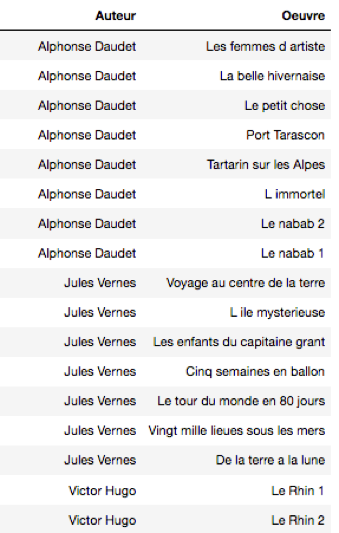 Auteur Oeuvre
Alphonse Daudet Les femmes d artiste
Alphonse Daudet La belle hivernaise
Alphonse Daudet Le petit chose
Alphonse Daudet Port Tarascon
Alphonse Daudet Tartarin sur les Alpes
Alphonse Daudet L immortel
Alphonse Daudet Le nabab 2
Alphonse Daudet Le nabab 1
Jules Vernes Voyage au centre de la terre
Jules Vernes L ile mysterieuse
Jules Vernes Les enfants du capitaine grant
Jules Vernes Cinq semaines en ballon
Jules Vernes Le tour du monde en 80 jours
Jules Vernes Vingt mille lieues sous les mers
Jules Vernes De la terre a la lune
Victor Hugo Le Rhin 1
Victor Hugo Le Rhin 2